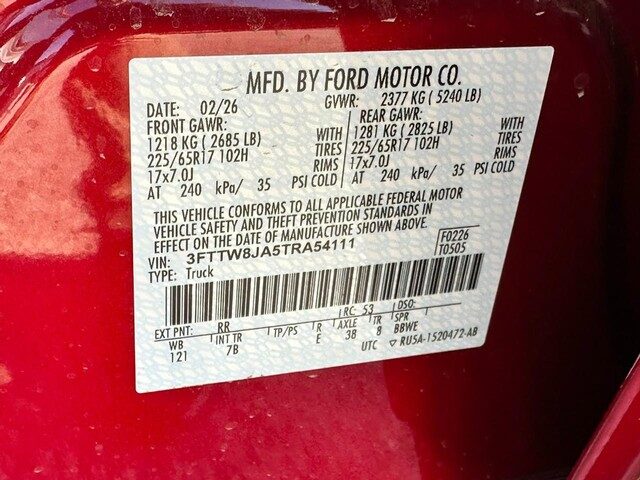 MFD. BY FORD MOTOR CO.
DATE: 02/26 GVWR: 2377 KG ( 5240 LB)
FRONT GAWR: REAR GAWR:
1218 KG ( 2685 LB) WITH 1281 KG ( 2825 LB) WITH
225/65R17 102H TIRES 225/65R17 102H TIRES
17x7.0J RIMS 17x7.0J RIMS
AT 240 kPa/ 35 PSI COLD AT 240 kPa/ 35 PSI COLD
THIS VEHICLE CONFORMS TO ALL APPLICABLE FEDERAL MOTOR
VEHICLE SAFETY AND THEFT PREVENTION STANDARDS IN
EFFECT ON THE DATE OF MANUFACTURE SHOWN ABOVE.
VIN: 3FTTW8JA5TRA54111 F0226
TYPE: Truck T0505
EXT PNT: RR RC: 53 DSO:
WB INT TR TP/PS R AXLE TR SPR
121 7B E 3B 8 BBWE
UTC ▽ RU5A-1520472-AB